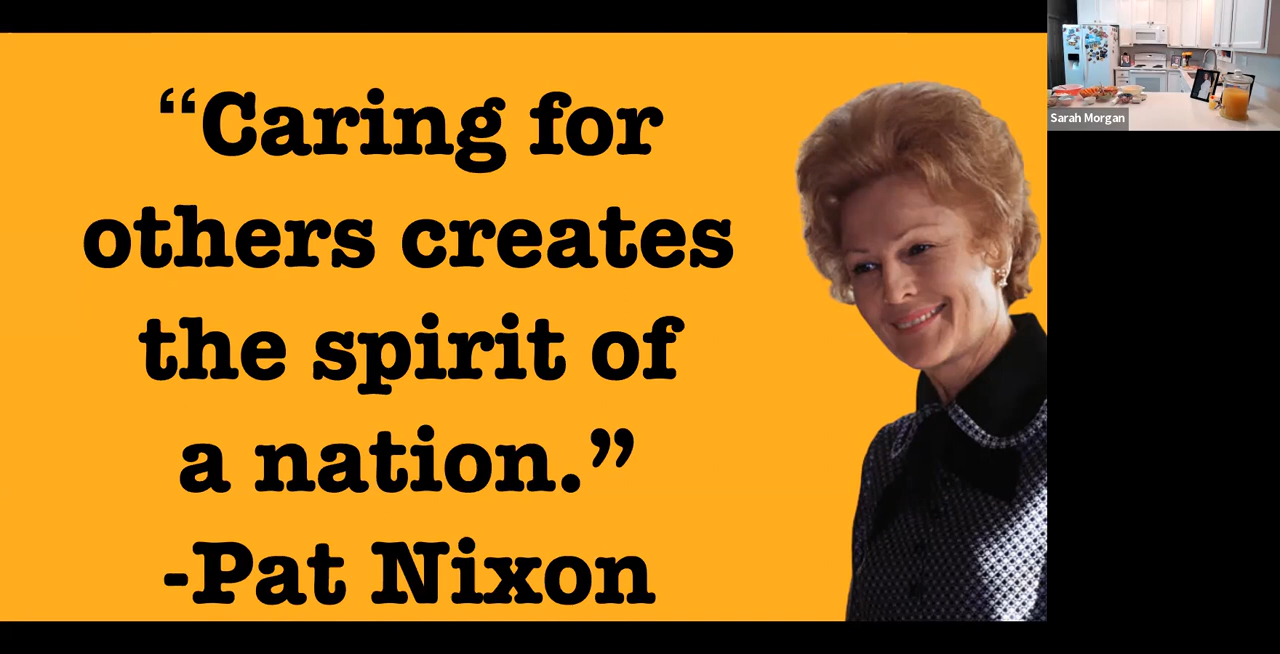 “Caring for
others creates
the spirit of
a nation.”
-Pat Nixon
Sarah Morgan